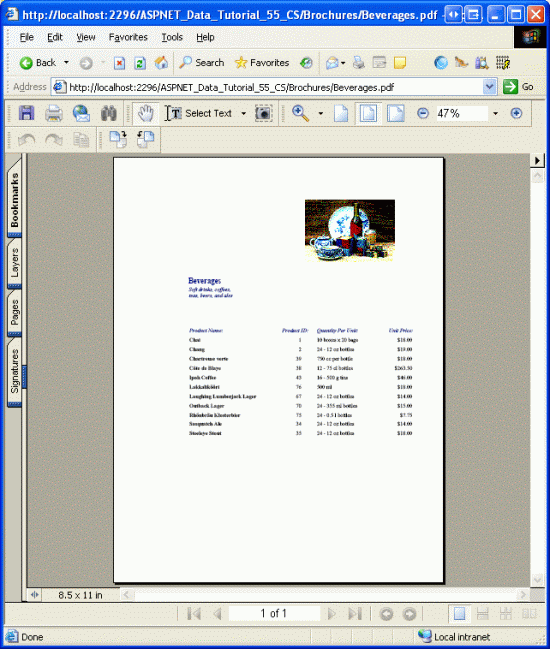 http://localhost:2296/ASPNET_Data_Tutorial_55_CS/Brochures/Beverages.pdf -
File Edit View Favorites Tools Help
Back Search Favorites
Address http://localhost:2296/ASPNET_Data_Tutorial_55_CS/Brochures/Beverages.pdf Go
Select Text 47%
Bookmarks
Layers
Pages
Signatures
Beverages
Soft drinks, coffees,
teas, beers, and ales
Product Name: Product ID: Quantity Per Unit: Unit Price:
Chai 1 10 boxes x 20 bags $18.00
Chang 2 24 - 12 oz bottles $19.00
Chartreuse verte 39 750 cc per bottle $18.00
Côte de Blaye 38 12 - 75 cl bottles $263.50
Ipoh Coffee 43 16 - 500 g tins $46.00
Lakkalikööri 76 500 ml $18.00
Laughing Lumberjack Lager 67 24 - 12 oz bottles $14.00
Outback Lager 70 24 - 355 ml bottles $15.00
Rhönbräu Klosterbier 75 24 - 0.5 l bottles $7.75
Sasquatch Ale 34 24 - 12 oz bottles $14.00
Steeleye Stout 35 24 - 12 oz bottles $18.00
8.5 x 11 in
1 of 1
Done Local intranet